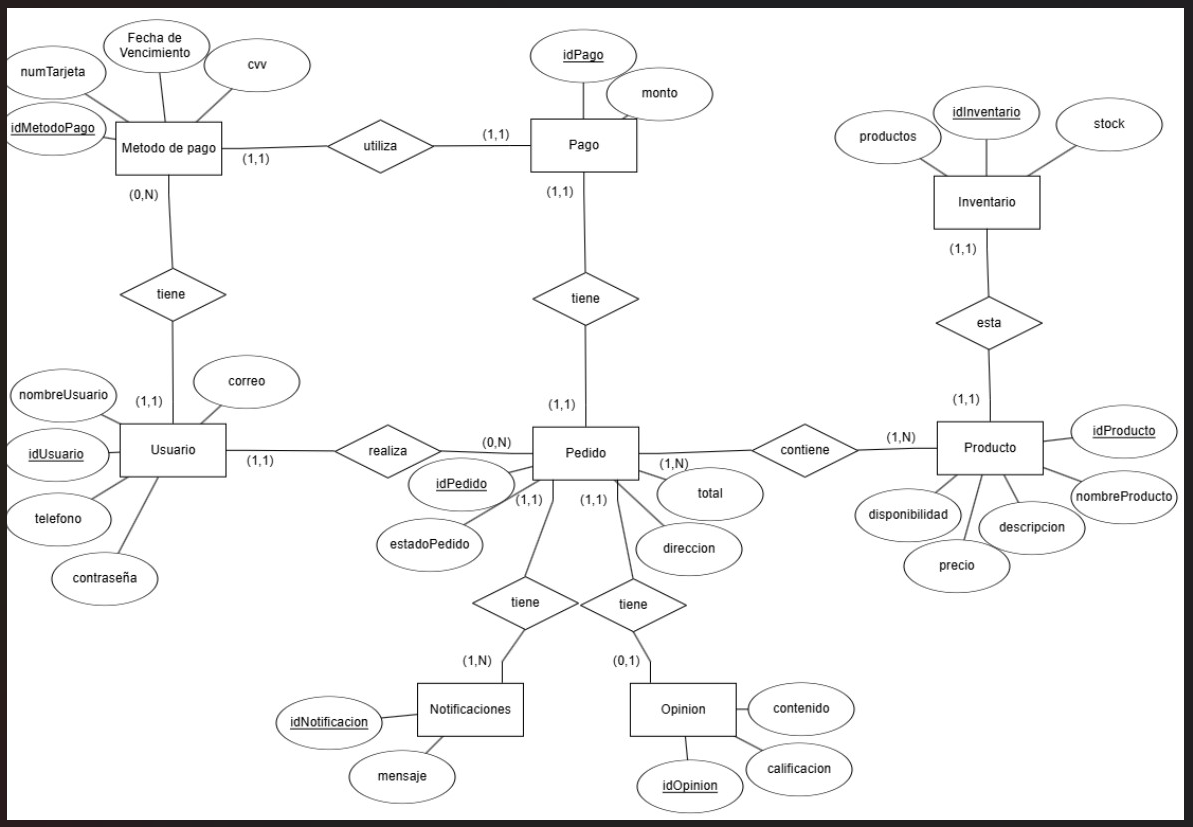 Fecha de
Vencimiento
cvv
numTarjeta
idMetodoPago
Metodo de pago
(1,1)
utiliza
(1,1)
idPago
monto
Pago
productos
idInventario
stock
Inventario
(0,N)
(1,1)
(1,1)
tiene
tiene
esta
nombreUsuario
correo
(1,1)
(1,1)
(1,1)
idUsuario
Usuario
(1,1)
realiza
(0,N)
Pedido
(1,N)
contiene
(1,N)
Producto
idProducto
nombreProducto
telefono
contraseña
idPedido
estadoPedido
(1,1)
(1,1)
total
direccion
disponibilidad
descripcion
precio
tiene
tiene
(1,N)
(0,1)
idNotificacion
Notificaciones
mensaje
Opinion
contenido
calificacion
idOpinion